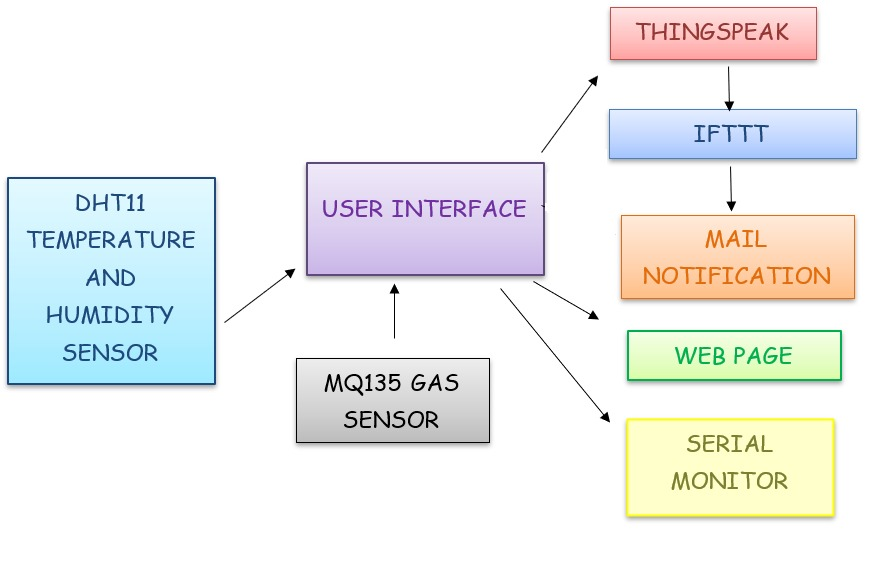 THINGSPEAK
IFTTT
DHT11
TEMPERATURE
AND
HUMIDITY
SENSOR
USER INTERFACE
MAIL
NOTIFICATION
WEB PAGE
MQ135 GAS
SENSOR
SERIAL
MONITOR